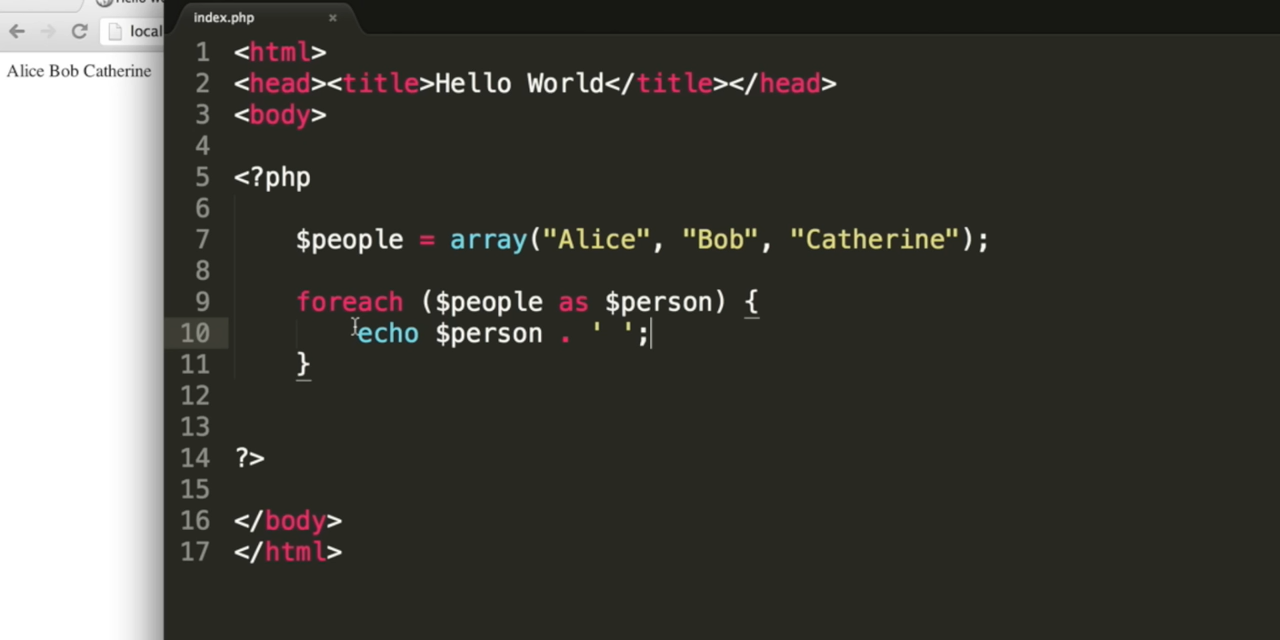 Hello W
local
Alice Bob Catherine
index.php ×
1 <html>
2 <head><title>Hello World</title></head>
3 <body>
4
5 <?php
6
7 $people = array("Alice", "Bob", "Catherine");
8
9 foreach ($people as $person) {
10 echo $person . ' ';
11 }
12
13
14 ?>
15
16 </body>
17 </html>